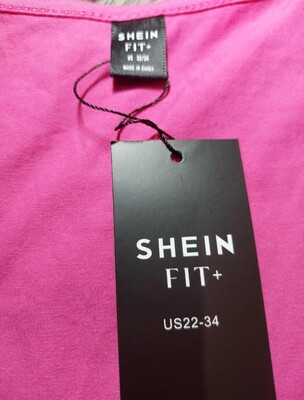 SHEIN
FIT+
MADE IN CHINA
SHEIN
FIT+
US22-34